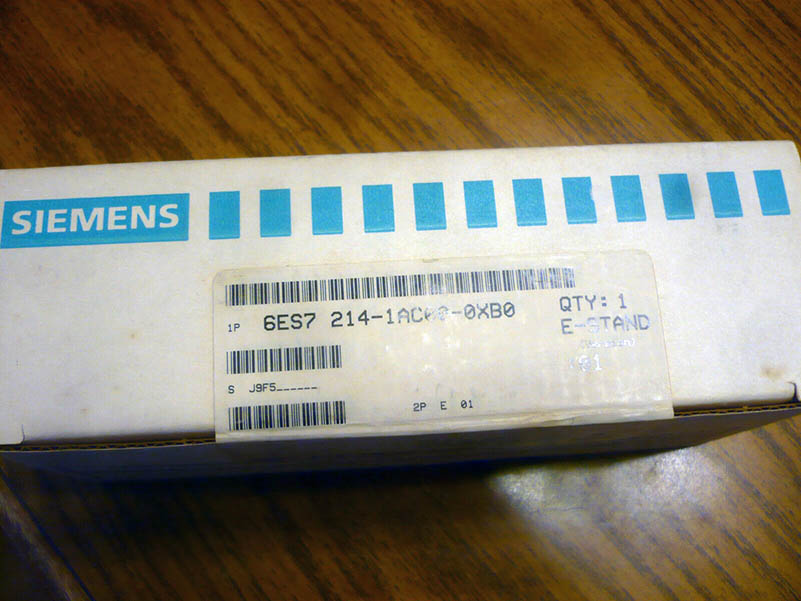 SIEMENS
1P 6ES7 214-1AC00-0XB0
QTY: 1
E-STAND
S J9F5______
2P E 01